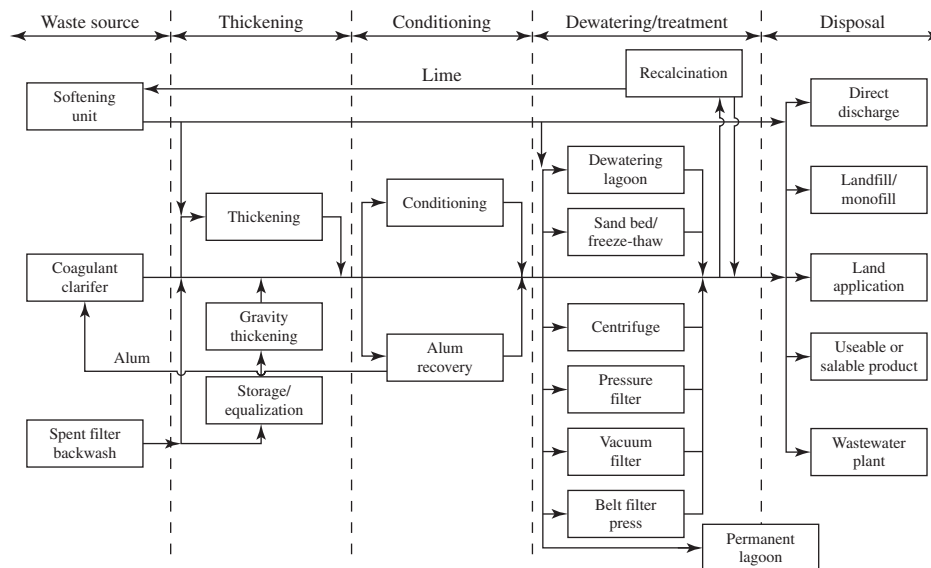 Waste source
Thickening
Conditioning
Dewatering/treatment
Disposal
Lime
Recalcination
Softening
unit
Direct
discharge
Dewatering
lagoon
Thickening
Conditioning
Landfill/
monofill
Sand bed/
freeze-thaw
Coagulant
clarifer
Land
application
Gravity
thickening
Centrifuge
Alum
Alum
recovery
Useable or
salable product
Storage/
equalization
Pressure
filter
Spent filter
backwash
Vacuum
filter
Wastewater
plant
Belt filter
press
Permanent
lagoon